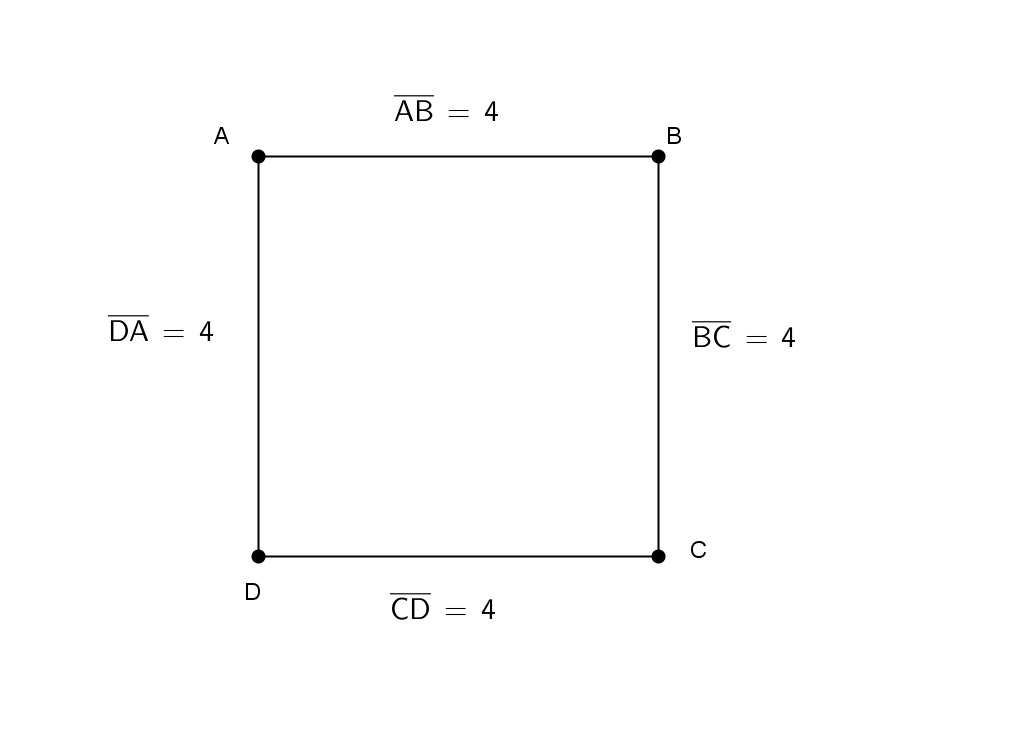 AB = 4
A
B
DA = 4
BC = 4
C
D
CD = 4